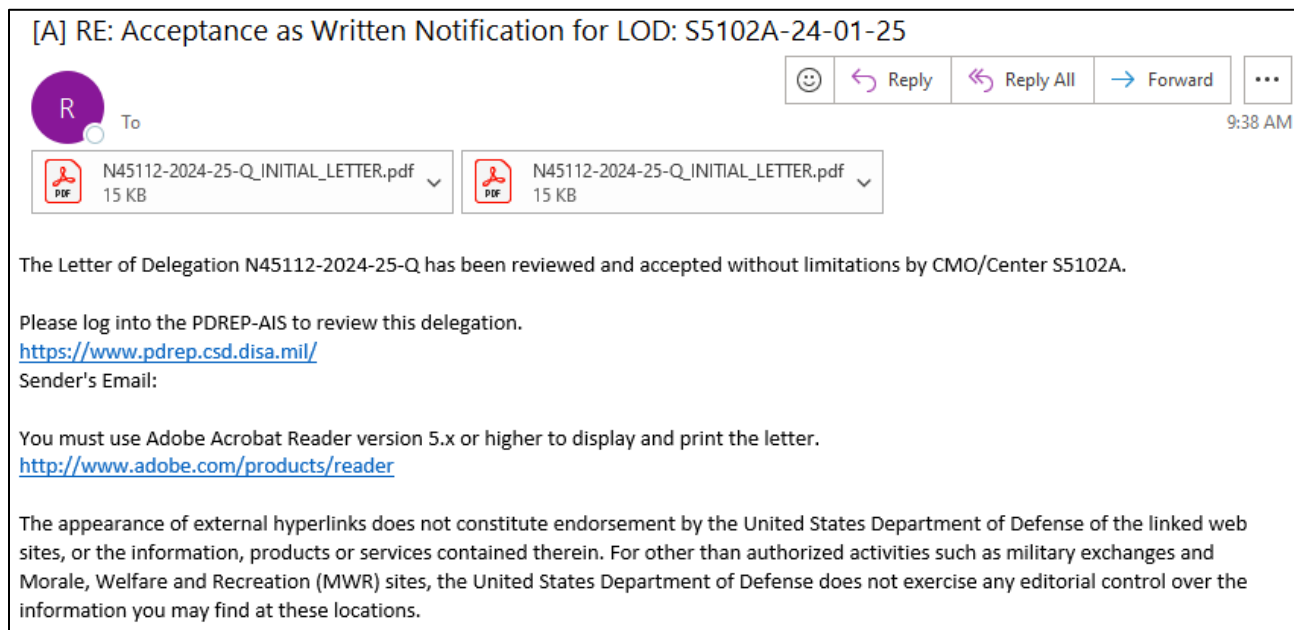 [A] RE: Acceptance as Written Notification for LOD: S5102A-24-01-25
Reply
Reply All
Forward
R
To
9:38 AM
N45112-2024-25-Q_INITIAL_LETTER.pdf
PDF
15 KB
N45112-2024-25-Q_INITIAL_LETTER.pdf
PDF
15 KB
The Letter of Delegation N45112-2024-25-Q has been reviewed and accepted without limitations by CMO/Center S5102A.
Please log into the PDREP-AIS to review this delegation.
https://www.pdrep.csd.disa.mil/
Sender's Email:
You must use Adobe Acrobat Reader version 5.x or higher to display and print the letter.
http://www.adobe.com/products/reader
The appearance of external hyperlinks does not constitute endorsement by the United States Department of Defense of the linked web
sites, or the information, products or services contained therein. For other than authorized activities such as military exchanges and
Morale, Welfare and Recreation (MWR) sites, the United States Department of Defense does not exercise any editorial control over the
information you may find at these locations.